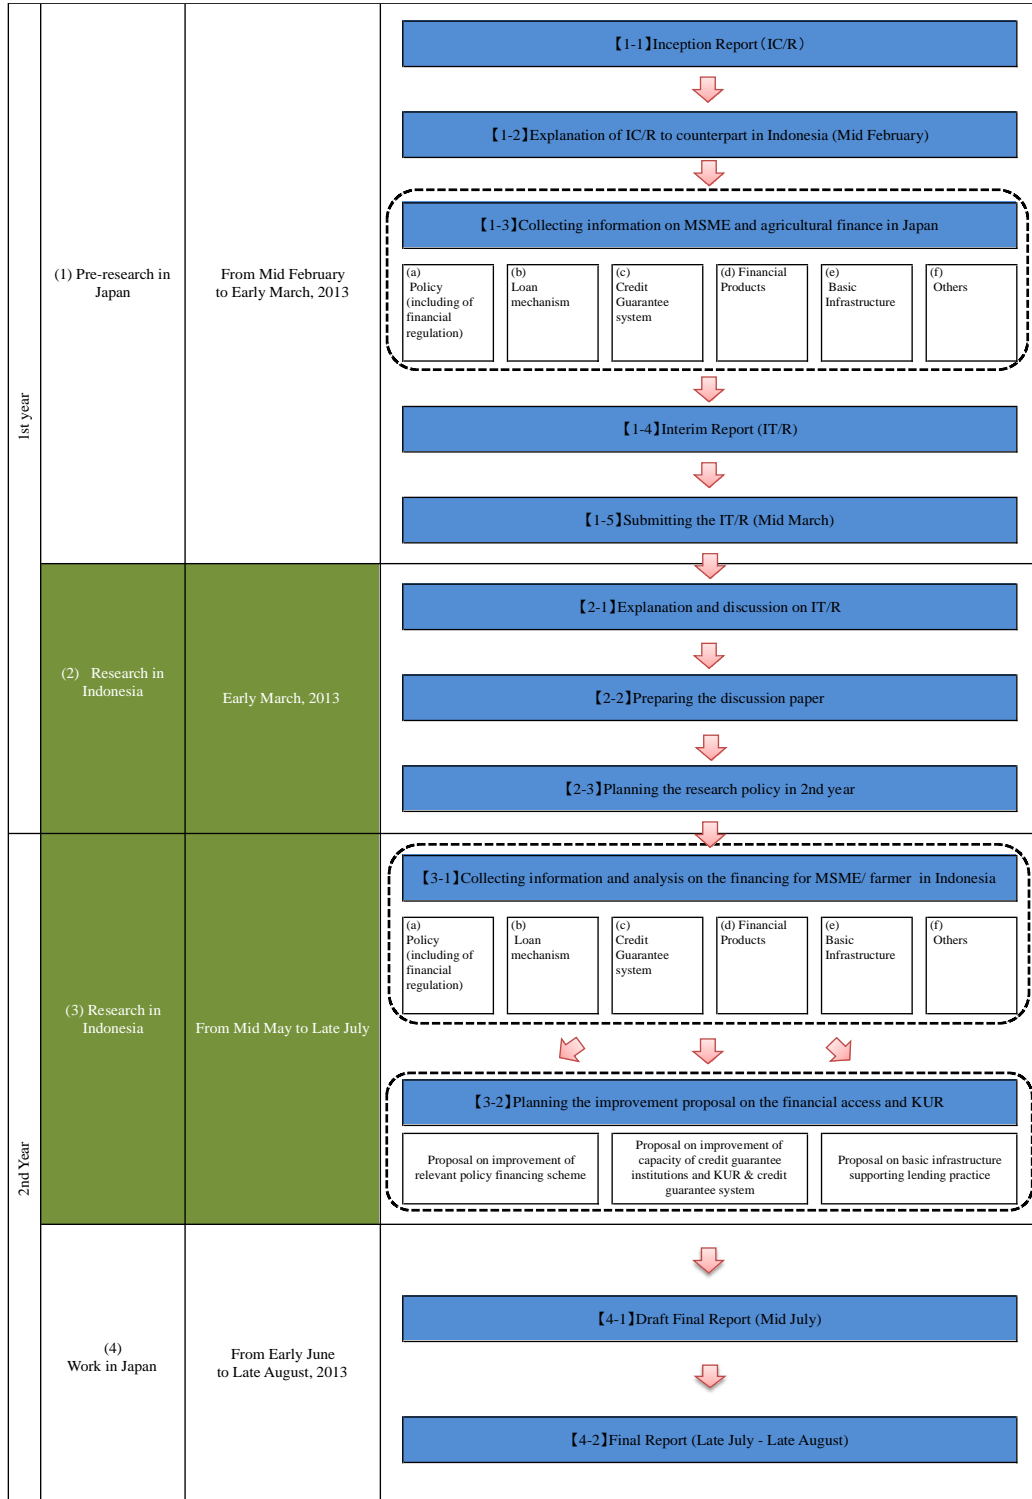 1st year
(1) Pre-research in
Japan
From Mid February
to Early March, 2013
【1-1】Inception Report（IC/R）
【1-2】Explanation of IC/R to counterpart in Indonesia (Mid February)
【1-3】Collecting information on MSME and agricultural finance in Japan
(a)
Policy
(including of
financial
regulation)
(b)
Loan
mechanism
(c)
Credit
Guarantee
system
(d) Financial
Products
(e)
Basic
Infrastructure
(f)
Others
【1-4】Interim Report (IT/R)
【1-5】Submitting the IT/R (Mid March)
(2) Research in
Indonesia
Early March, 2013
【2-1】Explanation and discussion on IT/R
【2-2】Preparing the discussion paper
【2-3】Planning the research policy in 2nd year
2nd Year
(3) Research in
Indonesia
From Mid May to Late July
【3-1】Collecting information and analysis on the financing for MSME/ farmer in Indonesia
(a)
Policy
(including of
financial
regulation)
(b)
Loan
mechanism
(c)
Credit
Guarantee
system
(d) Financial
Products
(e)
Basic
Infrastructure
(f)
Others
【3-2】Planning the improvement proposal on the financial access and KUR
Proposal on improvement of
relevant policy financing scheme
Proposal on improvement of
capacity of credit guarantee
institutions and KUR & credit
guarantee system
Proposal on basic infrastructure
supporting lending practice
(4)
Work in Japan
From Early June
to Late August, 2013
【4-1】Draft Final Report (Mid July)
【4-2】Final Report (Late July - Late August)